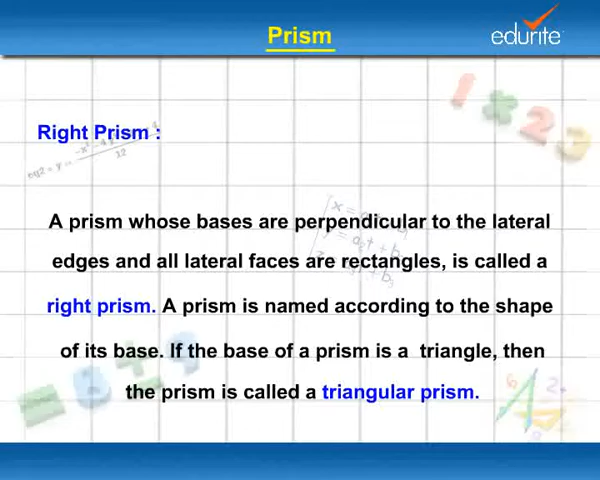 Prism
edurite
Right Prism :
A prism whose bases are perpendicular to the lateral
edges and all lateral faces are rectangles, is called a
right prism. A prism is named according to the shape
of its base. If the base of a prism is a triangle, then
the prism is called a triangular prism.